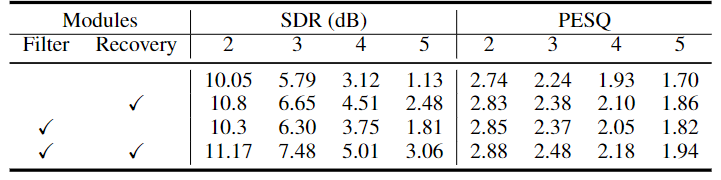 Modules SDR (dB) PESQ
Filter Recovery 2 3 4 5 2 3 4 5
10.05 5.79 3.12 1.13 2.74 2.24 1.93 1.70
✓ 10.8 6.65 4.51 2.48 2.83 2.38 2.10 1.86
✓ 10.3 6.30 3.75 1.81 2.85 2.37 2.05 1.82
✓ ✓ 11.17 7.48 5.01 3.06 2.88 2.48 2.18 1.94